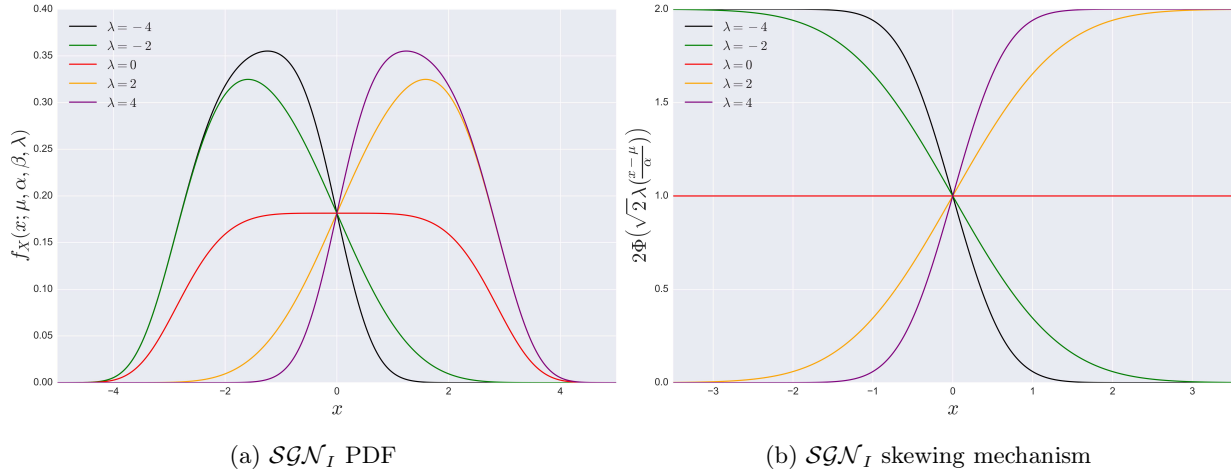 0.40
0.35
0.30
0.25
0.20
0.15
0.10
0.05
0.00
f_X(x; μ, α, β, λ)
λ = −4
λ = −2
λ = 0
λ = 2
λ = 4
−4 −2 0 2 4
x
2.0
1.5
1.0
0.5
0.0
2Φ(√2 λ(x−μ/α))
λ = −4
λ = −2
λ = 0
λ = 2
λ = 4
−3 −2 −1 0 1 2 3
x
(a) 𝒮𝒢𝒩_I PDF
(b) 𝒮𝒢𝒩_I skewing mechanism